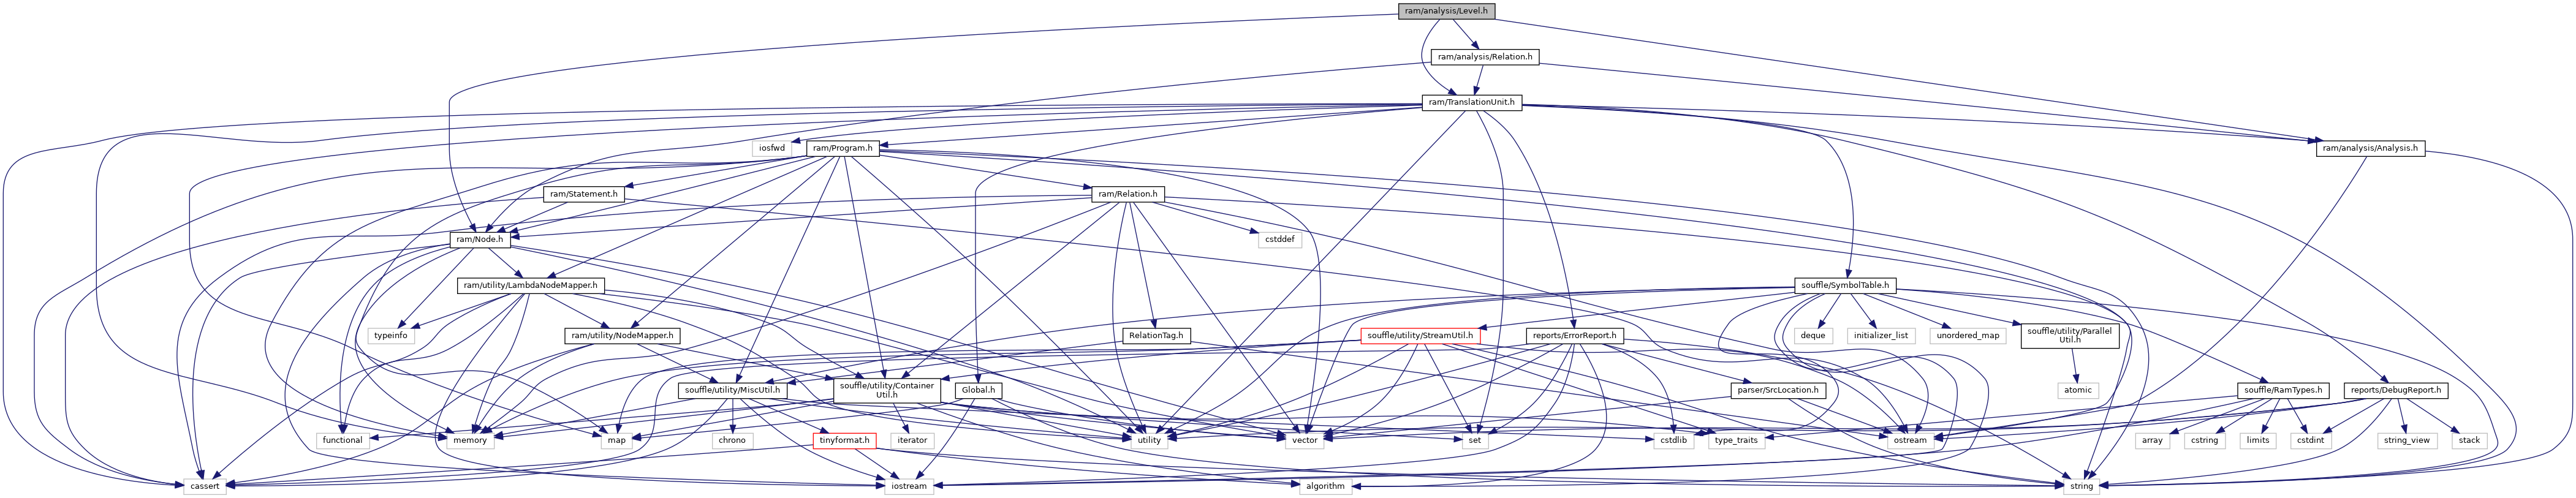 ram/analysis/Level.h
ram/analysis/Relation.h
ram/TranslationUnit.h
iosfwd
ram/Program.h
ram/analysis/Analysis.h
ram/Statement.h
ram/Relation.h
ram/Node.h
cstddef
ram/utility/LambdaNodeMapper.h
souffle/SymbolTable.h
typeinfo
ram/utility/NodeMapper.h
RelationTag.h
souffle/utility/StreamUtil.h
reports/ErrorReport.h
deque
initializer_list
unordered_map
souffle/utility/Parallel
Util.h
souffle/utility/MiscUtil.h
souffle/utility/Container
Util.h
Global.h
parser/SrcLocation.h
atomic
souffle/RamTypes.h
reports/DebugReport.h
functional
memory
map
chrono
tinyformat.h
iterator
utility
vector
set
cstdlib
type_traits
ostream
array
cstring
limits
cstdint
string_view
stack
cassert
iostream
algorithm
string